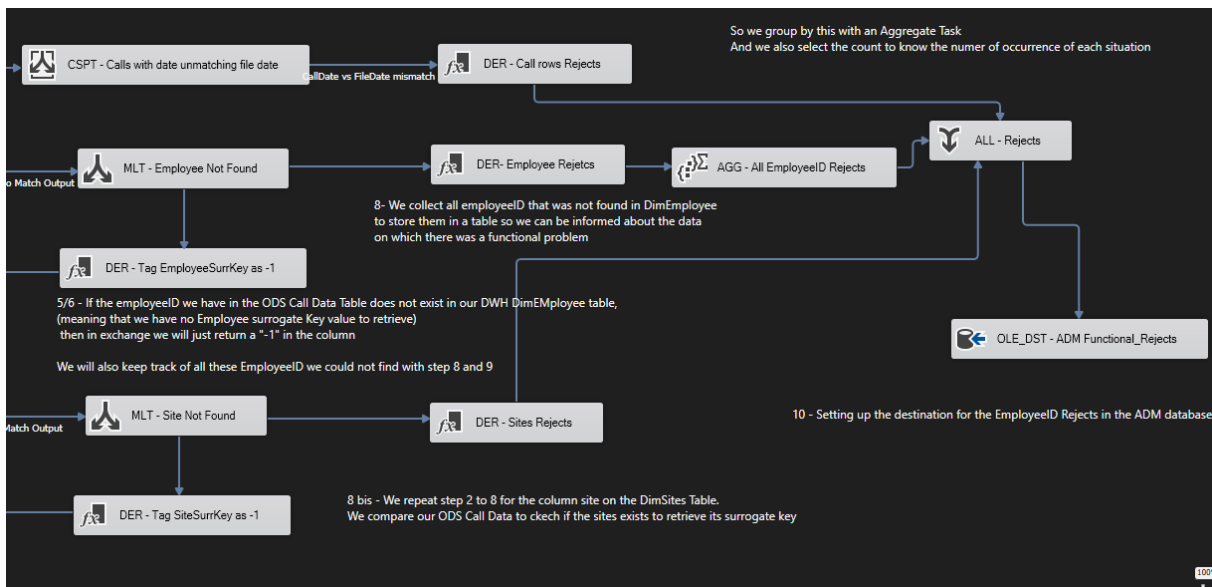 So we group by this with an Aggregate Task
And we also select the count to know the numer of occurrence of each situation
CSPT - Calls with date unmatching file date
CallDate vs FileDate mismatch
DER - Call rows Rejects
ALL - Rejects
MLT - Employee Not Found
o Match Output
DER- Employee Rejetcs
AGG - All EmployeeID Rejects
8- We collect all employeeID that was not found in DimEmployee
to store them in a table so we can be informed about the data
on which there was a functional problem
DER - Tag EmployeeSurrKey as -1
5/6 - If the employeeID we have in the ODS Call Data Table does not exist in our DWH DimEMployee table,
(meaning that we have no Employee surrogate Key value to retrieve)
then in exchange we will just return a "-1" in the column
We will also keep track of all these EmployeeID we could not find with step 8 and 9
OLE_DST - ADM Functional_Rejects
MLT - Site Not Found
Match Output
DER - Sites Rejects
10 - Setting up the destination for the EmployeeID Rejects in the ADM database
8 bis - We repeat step 2 to 8 for the column site on the DimSites Table.
We compare our ODS Call Data to ckech if the sites exists to retrieve its surrogate key
DER - Tag SiteSurrKey as -1
100%